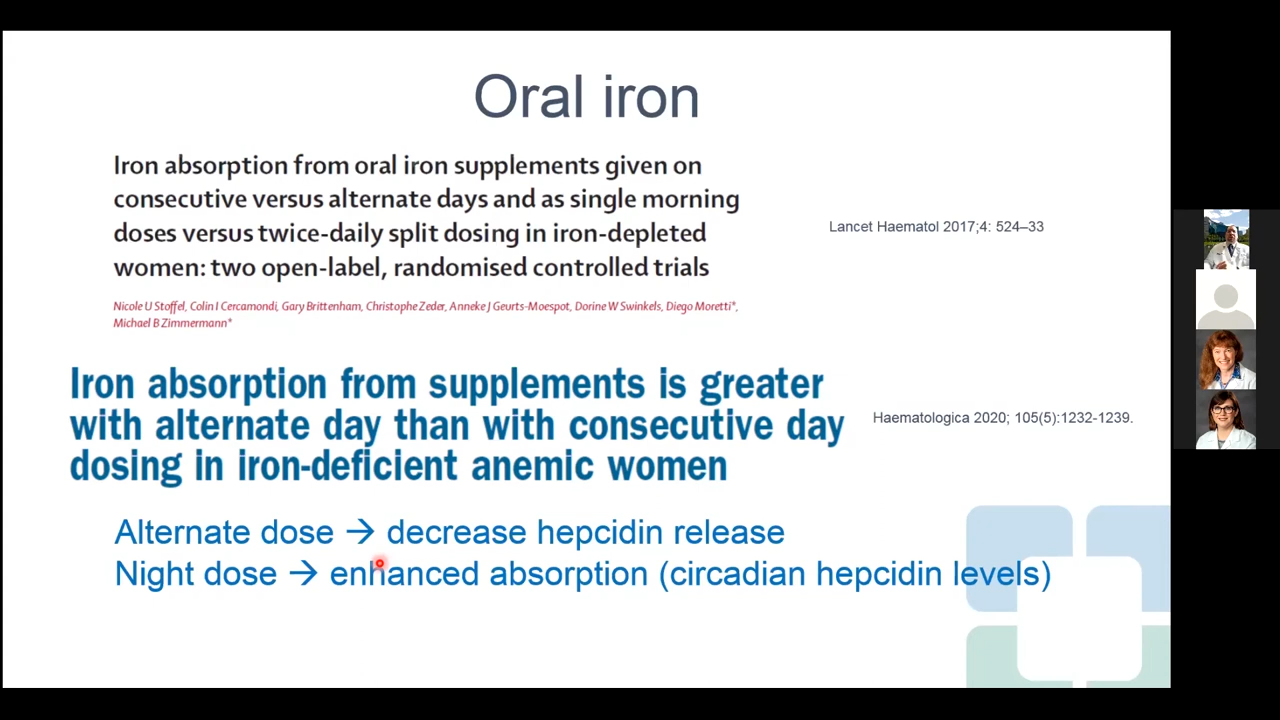 Oral iron
Iron absorption from oral iron supplements given on
consecutive versus alternate days and as single morning
doses versus twice-daily split dosing in iron-depleted
women: two open-label, randomised controlled trials
Lancet Haematol 2017;4: 524–33
Nicole U Stoffel, Colin I Cercamondi, Gary Brittenham, Christophe Zeder, Anneke J Geurts-Moespot, Dorine W Swinkels, Diego Moretti*,
Michael B Zimmermann*
Iron absorption from supplements is greater
with alternate day than with consecutive day
dosing in iron-deficient anemic women
Haematologica 2020; 105(5):1232-1239.
Alternate dose → decrease hepcidin release
Night dose → enhanced absorption (circadian hepcidin levels)